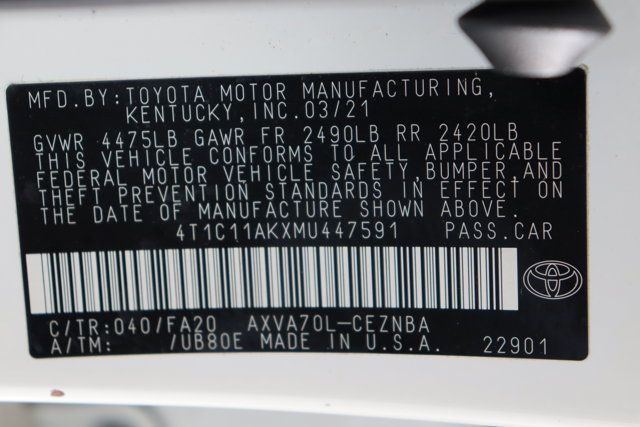 MFD.BY:TOYOTA MOTOR MANUFACTURING,
KENTUCKY,INC.03/21
GVWR 4475LB GAWR FR 2490LB RR 2420LB
THIS VEHICLE CONFORMS TO ALL APPLICABLE
FEDERAL MOTOR VEHICLE SAFETY,BUMPER,AND
THEFT PREVENTION STANDARDS IN EFFECT ON
THE DATE OF MANUFACTURE SHOWN ABOVE.
4T1C11AKXMU447591 PASS.CAR
C/TR:040/FA20 AXVA70L-CEZNBA
A/TM: /UB80E MADE IN U.S.A. 22901